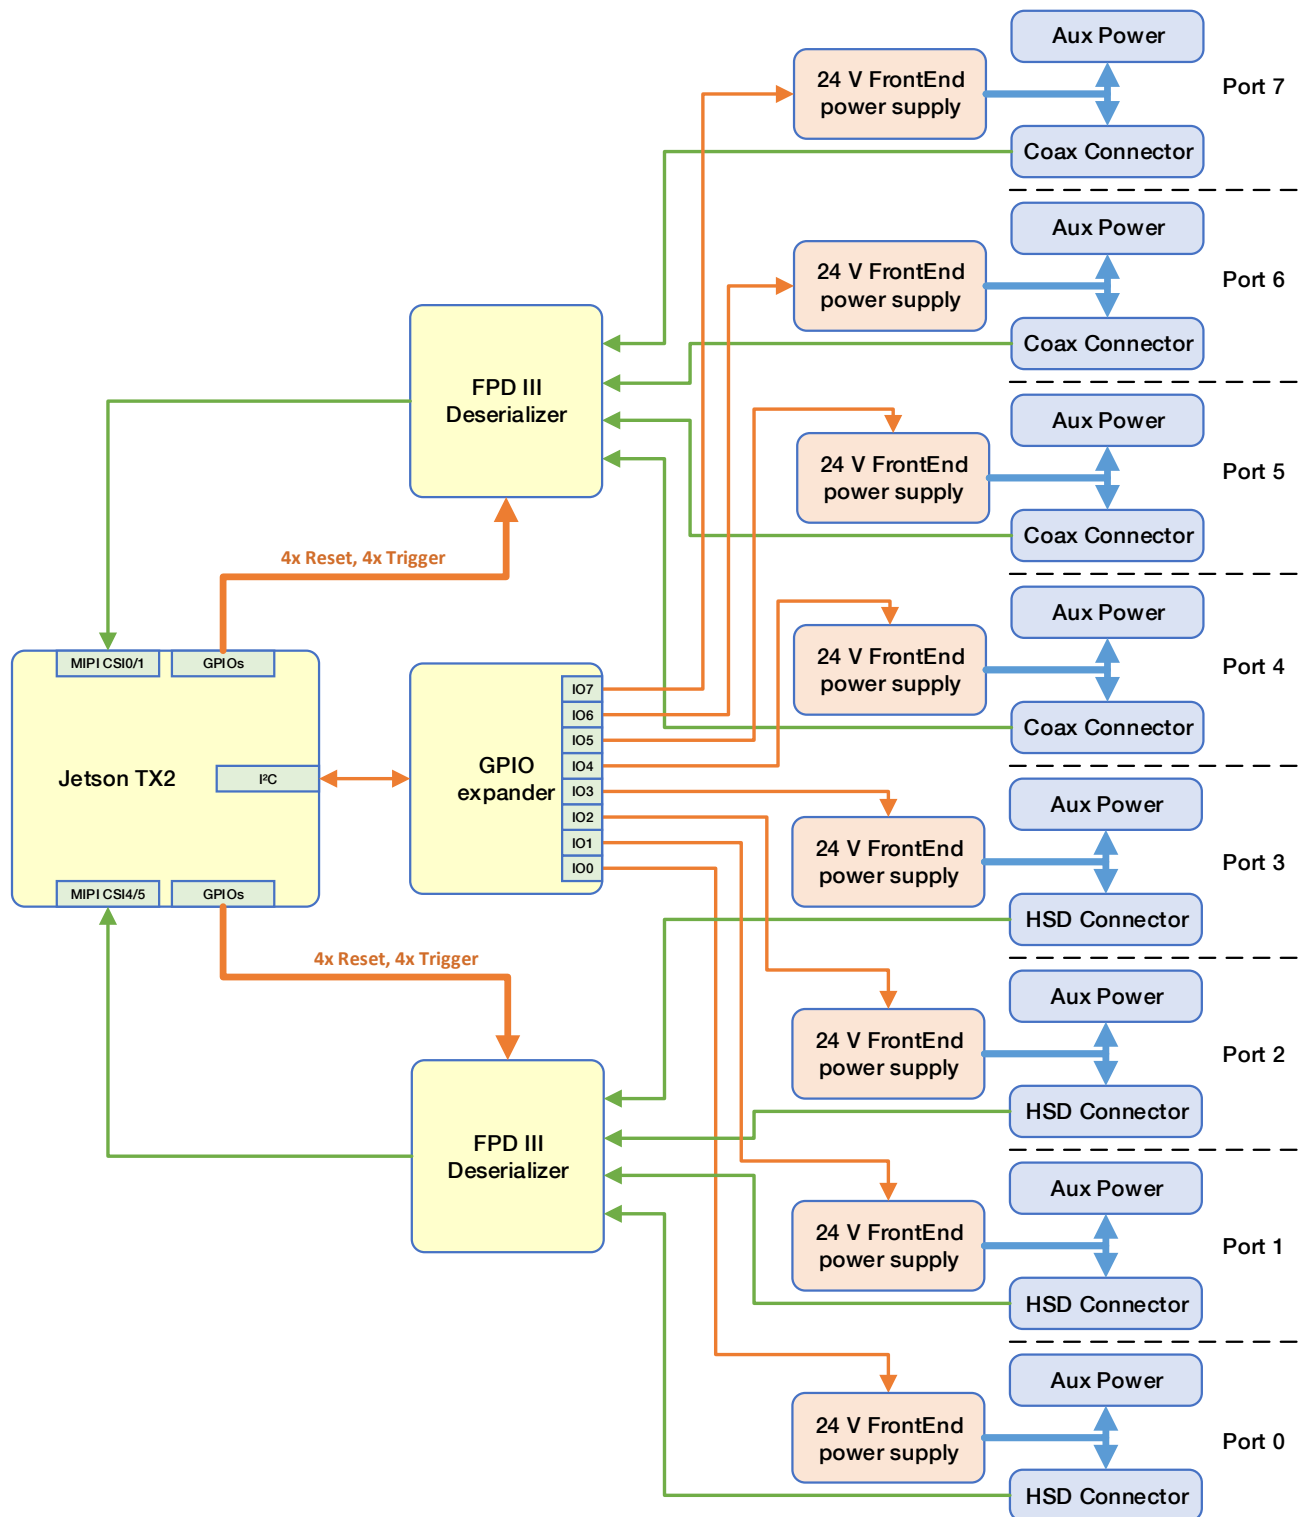 Aux Power
24 V FrontEnd
power supply
Port 7
Coax Connector
Aux Power
24 V FrontEnd
power supply
Port 6
Coax Connector
FPD III
Deserializer
Aux Power
24 V FrontEnd
power supply
Port 5
Coax Connector
4x Reset, 4x Trigger
Aux Power
24 V FrontEnd
power supply
Port 4
Coax Connector
MIPI CSI0/1
GPIOs
Jetson TX2
I²C
MIPI CSI4/5
GPIOs
GPIO
expander
IO7
IO6
IO5
IO4
IO3
IO2
IO1
IO0
Aux Power
24 V FrontEnd
power supply
Port 3
HSD Connector
4x Reset, 4x Trigger
Aux Power
24 V FrontEnd
power supply
Port 2
HSD Connector
FPD III
Deserializer
Aux Power
24 V FrontEnd
power supply
Port 1
HSD Connector
Aux Power
24 V FrontEnd
power supply
Port 0
HSD Connector